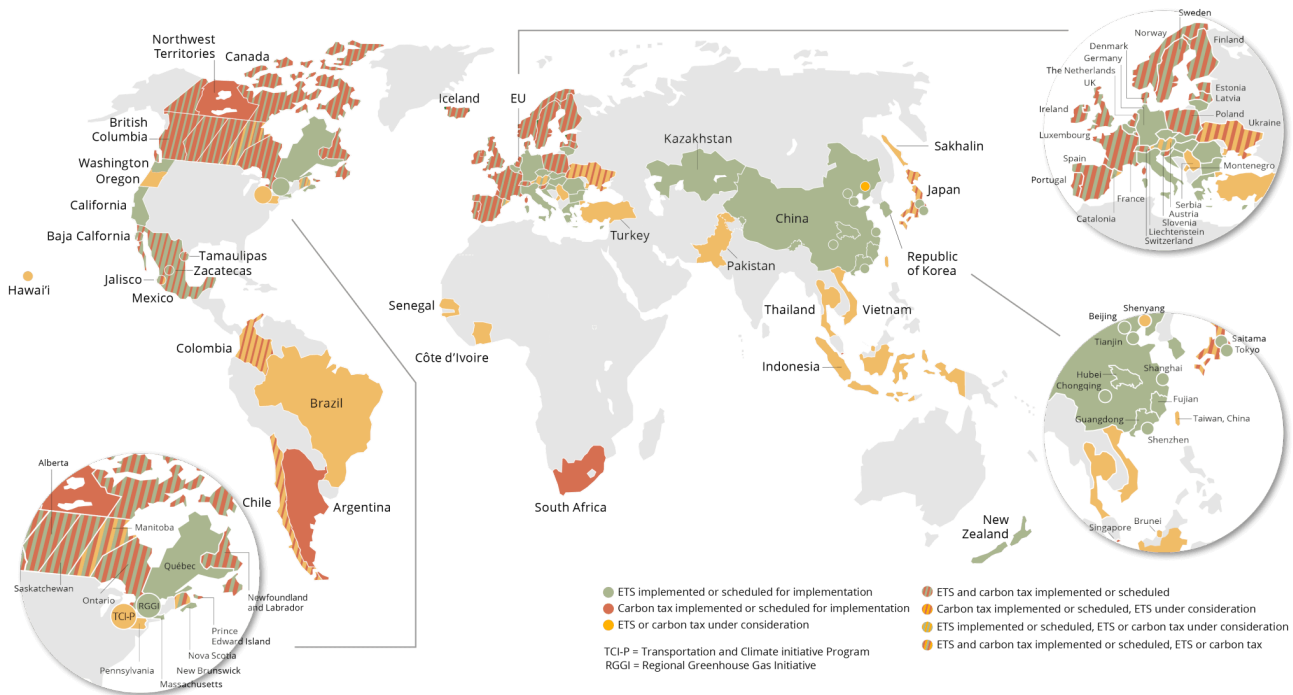 Northwest
Territories
Canada
British
Columbia
Washington
Oregon
California
Baja Calfornia
Tamaulipas
Zacatecas
Jalisco
Mexico
Hawai'i
Colombia
Brazil
Chile
Argentina
Iceland
EU
Kazakhstan
China
Sakhalin
Japan
Republic
of Korea
Turkey
Pakistan
Thailand
Vietnam
Indonesia
Senegal
Côte d'Ivoire
South Africa
New
Zealand
Sweden
Norway
Finland
Denmark
Germany
The Netherlands
UK
Estonia
Latvia
Poland
Ireland
Ukraine
Luxembourg
Spain
Portugal
Montenegro
France
Serbia
Catalonia
Austria
Slovenia
Liechtenstein
Switzerland
Shenyang
Beijing
Tianjin
Saitama
Tokyo
Shanghai
Hubei
Chongqing
Fujian
Guangdong
Taiwan, China
Shenzhen
Singapore
Brunei
Alberta
Manitoba
Québec
Saskatchewan
Ontario
Newfoundland
and Labrador
TCI-P
RGGI
Prince
Edward Island
Nova Scotia
Pennsylvania
New Brunswick
Massachusetts
ETS implemented or scheduled for implementation
Carbon tax implemented or scheduled for implementation
ETS or carbon tax under consideration
TCI-P = Transportation and Climate initiative Program
RGGI = Regional Greenhouse Gas Initiative
ETS and carbon tax implemented or scheduled
Carbon tax implemented or scheduled, ETS under consideration
ETS implemented or scheduled, ETS or carbon tax under consideration
ETS and carbon tax implemented or scheduled, ETS or carbon tax